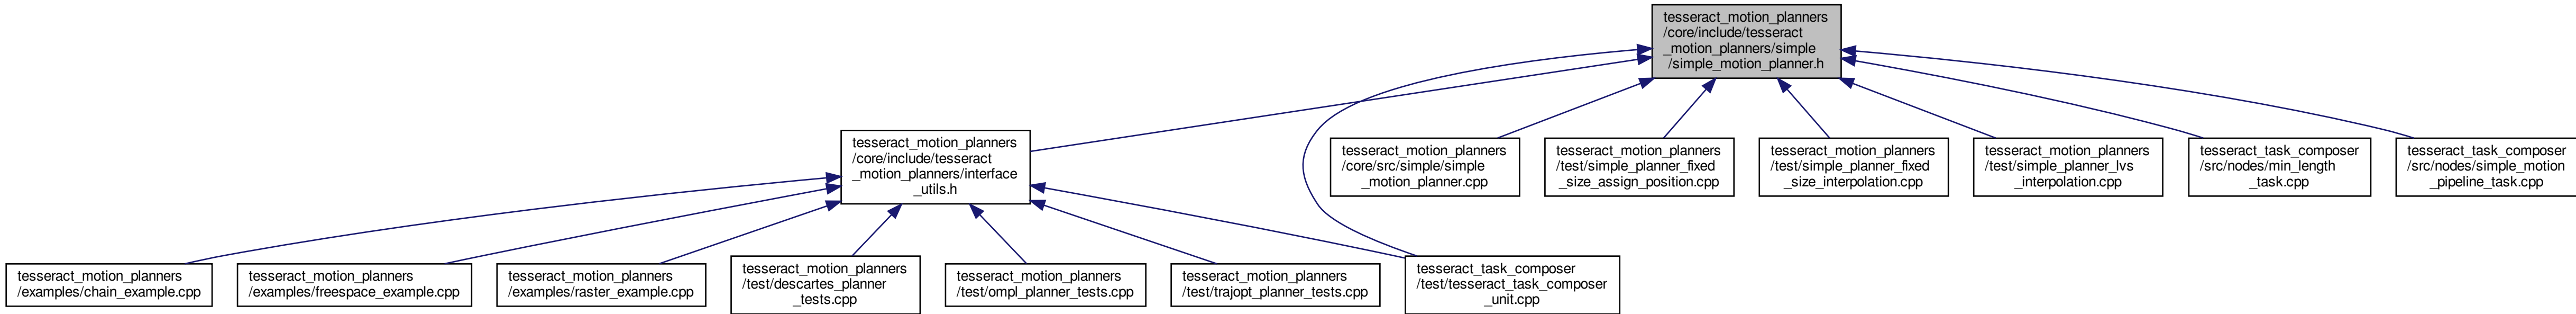 tesseract_motion_planners
/core/include/tesseract
_motion_planners/simple
/simple_motion_planner.h
tesseract_motion_planners
/core/include/tesseract
_motion_planners/interface
_utils.h
tesseract_motion_planners
/core/src/simple/simple
_motion_planner.cpp
tesseract_motion_planners
/test/simple_planner_fixed
_size_assign_position.cpp
tesseract_motion_planners
/test/simple_planner_fixed
_size_interpolation.cpp
tesseract_motion_planners
/test/simple_planner_lvs
_interpolation.cpp
tesseract_task_composer
/src/nodes/min_length
_task.cpp
tesseract_task_composer
/src/nodes/simple_motion
_pipeline_task.cpp
tesseract_motion_planners
/examples/chain_example.cpp
tesseract_motion_planners
/examples/freespace_example.cpp
tesseract_motion_planners
/examples/raster_example.cpp
tesseract_motion_planners
/test/descartes_planner
_tests.cpp
tesseract_motion_planners
/test/ompl_planner_tests.cpp
tesseract_motion_planners
/test/trajopt_planner_tests.cpp
tesseract_task_composer
/test/tesseract_task_composer
_unit.cpp